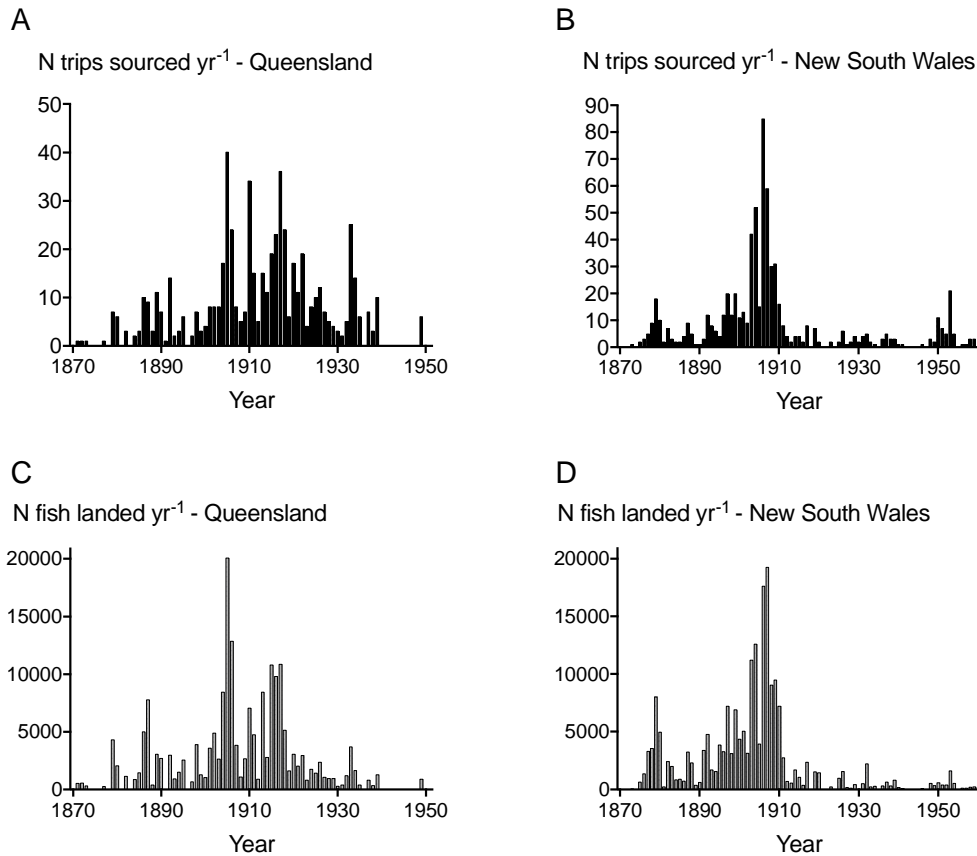 A
N trips sourced yr-1 - Queensland
50
40
30
20
10
0
1870 1890 1910 1930 1950
Year
B
N trips sourced yr-1 - New South Wales
90
80
70
60
50
40
30
20
10
0
1870 1890 1910 1930 1950
Year
C
N fish landed yr-1 - Queensland
20000
15000
10000
5000
0
1870 1890 1910 1930 1950
Year
D
N fish landed yr-1 - New South Wales
20000
15000
10000
5000
0
1870 1890 1910 1930 1950
Year